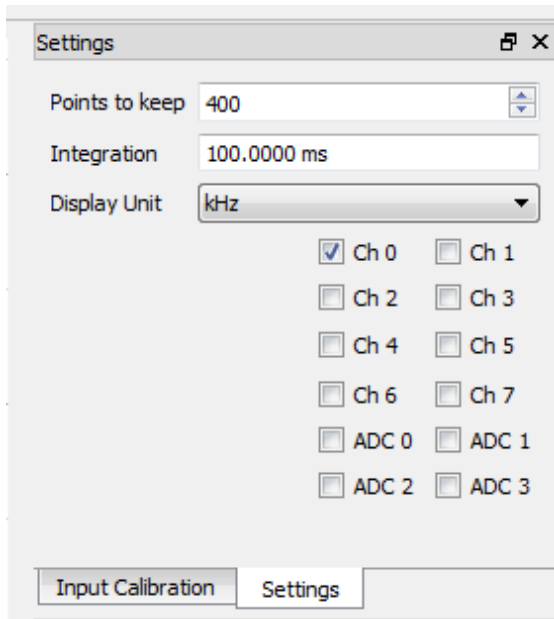 Settings
Points to keep 400
Integration 100.0000 ms
Display Unit kHz
Ch 0 Ch 1
Ch 2 Ch 3
Ch 4 Ch 5
Ch 6 Ch 7
ADC 0 ADC 1
ADC 2 ADC 3
Input Calibration Settings